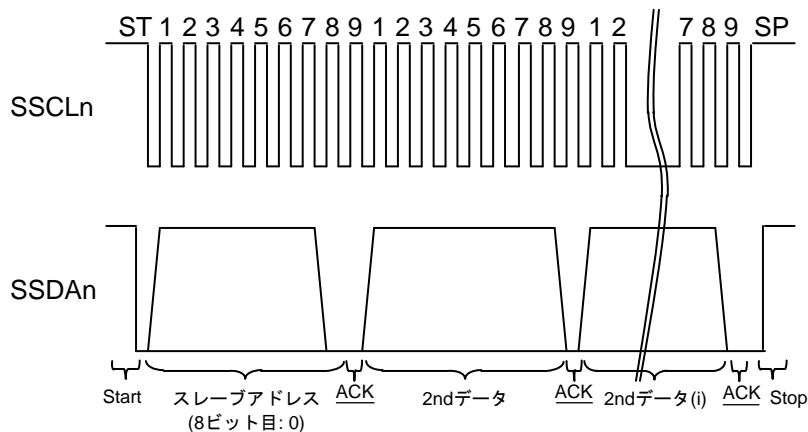 ST 1 2 3 4 5 6 7 8 9 1 2 3 4 5 6 7 8 9 1 2 7 8 9 SP
SSCLn
SSDAn
Start スレーブアドレス ACK 2ndデータ ACK 2ndデータ(i) ACK Stop
(8ビット目: 0)